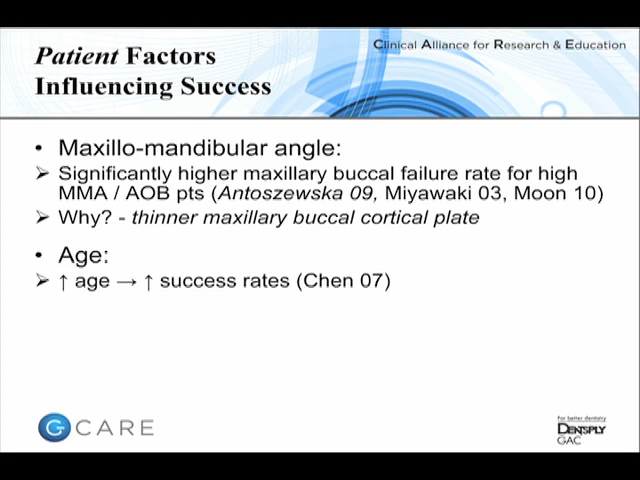 Clinical Alliance for Research & Education
Patient Factors
Influencing Success
• Maxillo-mandibular angle:
➢ Significantly higher maxillary buccal failure rate for high
MMA / AOB pts (Antoszewska 09, Miyawaki 03, Moon 10)
➢ Why? - thinner maxillary buccal cortical plate
• Age:
➢ ↑ age → ↑ success rates (Chen 07)
G CARE
For better dentistry
DENTSPLY
GAC